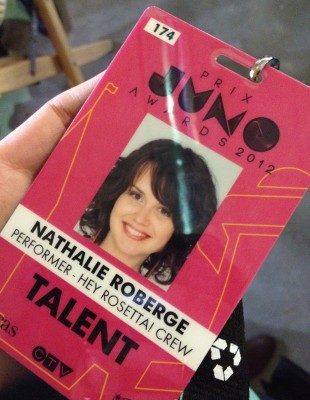 174
PRIX
JUNO
AWARDS 2012
NATHALIE ROBERGE
PERFORMER - HEY ROSETTA! CREW
TALENT
CTV